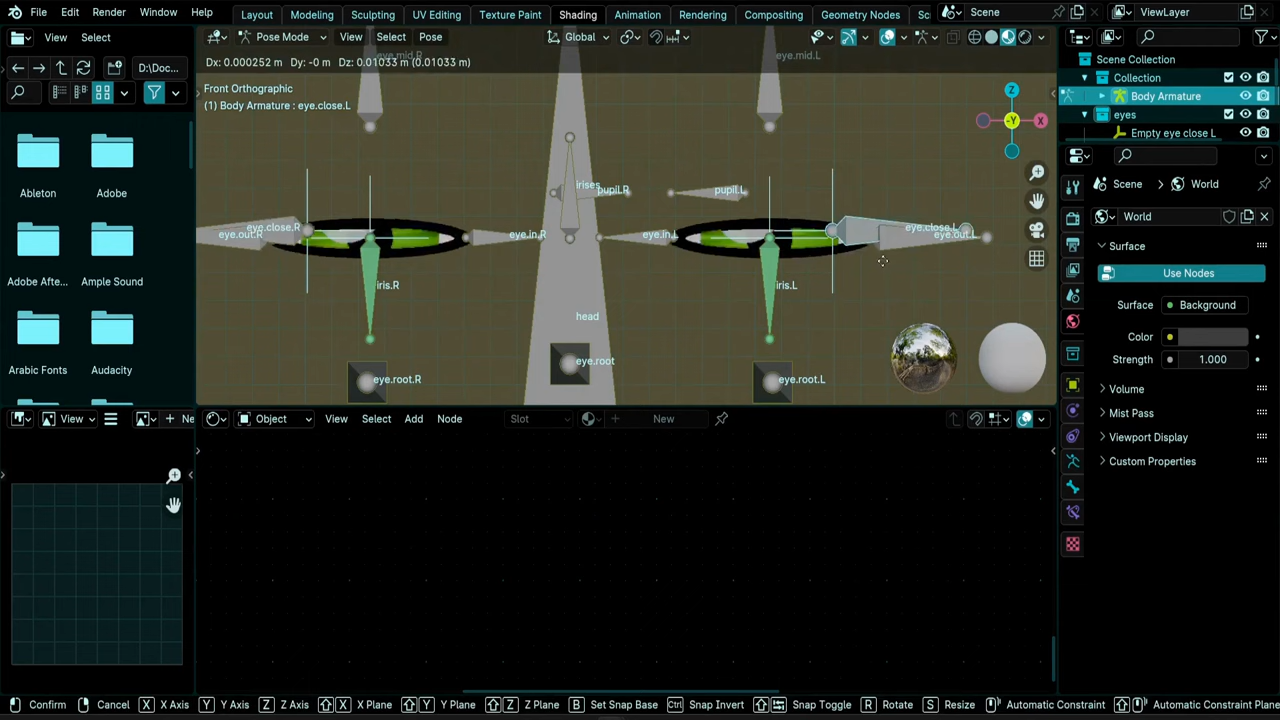 File Edit Render Window Help Layout Modeling Sculpting UV Editing Texture Paint Shading Animation Rendering Compositing Geometry Nodes Sc Scene ViewLayer
View Select Pose Mode View Select Pose Global
eye.mid.R eye.mid.L
Dx: 0.000252 m Dy: -0 m Dz: 0.01033 m (0.01033 m)
D:\Doc...
Front Orthographic
(1) Body Armature : eye.close.L
Z
-Y X
Ableton Adobe
Adobe Afte... Ample Sound
Arabic Fonts Audacity
irises pupil.R pupil.L
eye.close.R eye.close.L
eye.out.R eye.in.R eye.in.L eye.out.L
iris.R iris.L
head
eye.root
eye.root.R eye.root.L
Scene Collection
Collection
Body Armature
eyes
Empty eye close L
Scene World
World
Surface
Use Nodes
Surface Background
Color
Strength 1.000
Volume
Mist Pass
Viewport Display
Custom Properties
View Ne Object View Select Add Node Slot New
Confirm Cancel X X Axis Y Y Axis Z Z Axis X X Plane Y Y Plane Z Z Plane B Set Snap Base Ctrl Snap Invert Snap Toggle R Rotate S Resize Automatic Constraint Automatic Constraint Plane